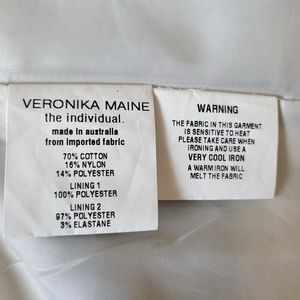 VERONIKA MAINE
the individual.
made in australia
from imported fabric
70% COTTON
16% NYLON
14% POLYESTER
LINING 1
100% POLYESTER
LINING 2
97% POLYESTER
3% ELASTANE
WARNING
THE FABRIC IN THIS GARMENT
IS SENSITIVE TO HEAT
PLEASE TAKE CARE WHEN
IRONING AND USE A
VERY COOL IRON
A WARM IRON WILL
MELT THE FABRIC